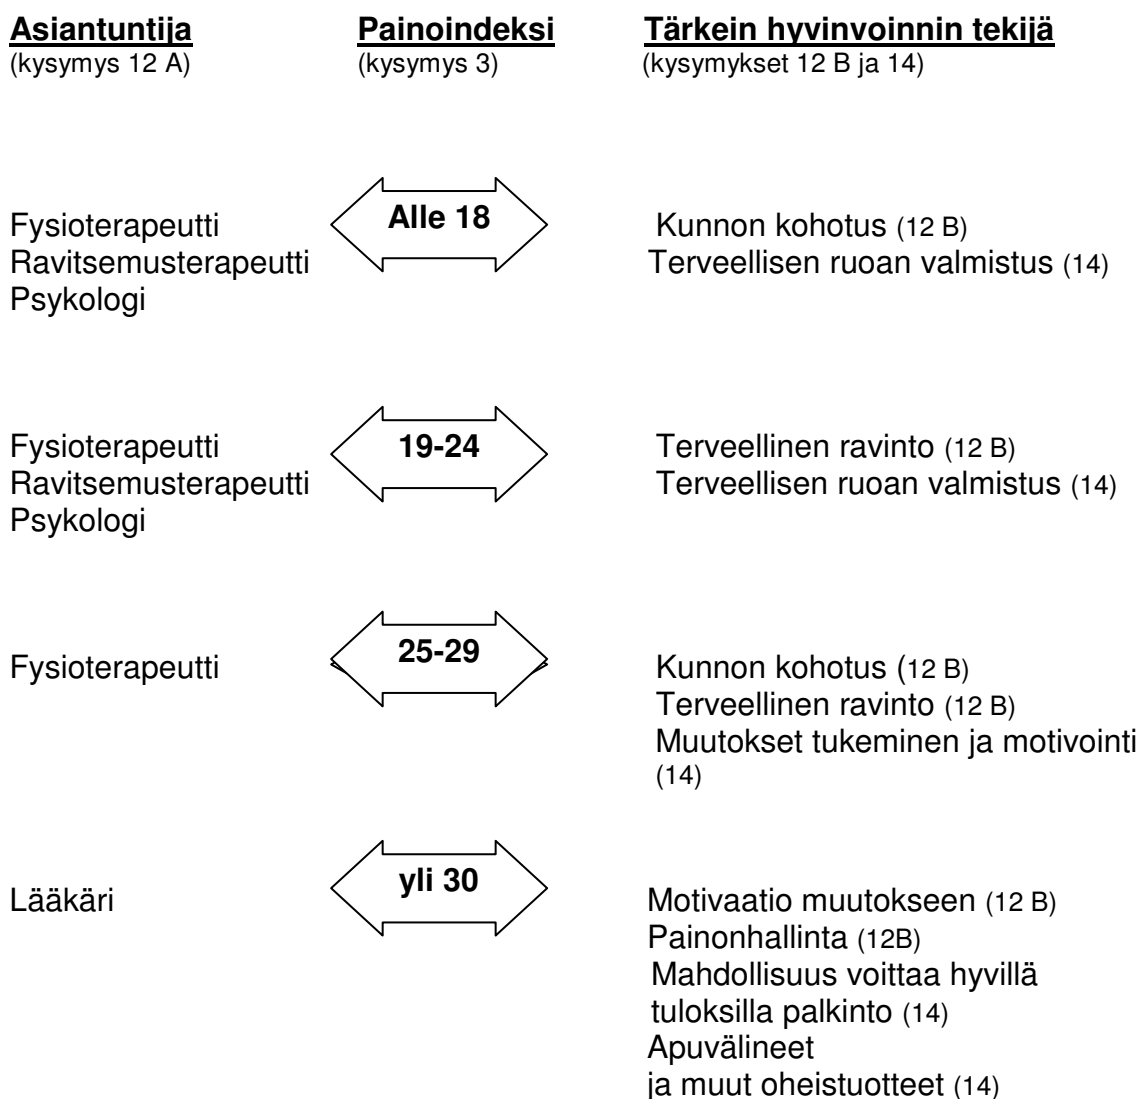 Asiantuntija Painoindeksi Tärkein hyvinvoinnin tekijä
(kysymys 12 A) (kysymys 3) (kysymykset 12 B ja 14)
Alle 18
Fysioterapeutti Kunnon kohotus (12 B)
Ravitsemusterapeutti Terveellisen ruoan valmistus (14)
Psykologi
Fysioterapeutti 19-24 Terveellinen ravinto (12 B)
Ravitsemusterapeutti Terveellisen ruoan valmistus (14)
Psykologi
25-29
Fysioterapeutti Kunnon kohotus (12 B)
Terveellinen ravinto (12 B)
Muutokset tukeminen ja motivointi
(14)
yli 30
Lääkäri Motivaatio muutokseen (12 B)
Painonhallinta (12B)
Mahdollisuus voittaa hyvillä
tuloksilla palkinto (14)
Apuvälineet
ja muut oheistuotteet (14)